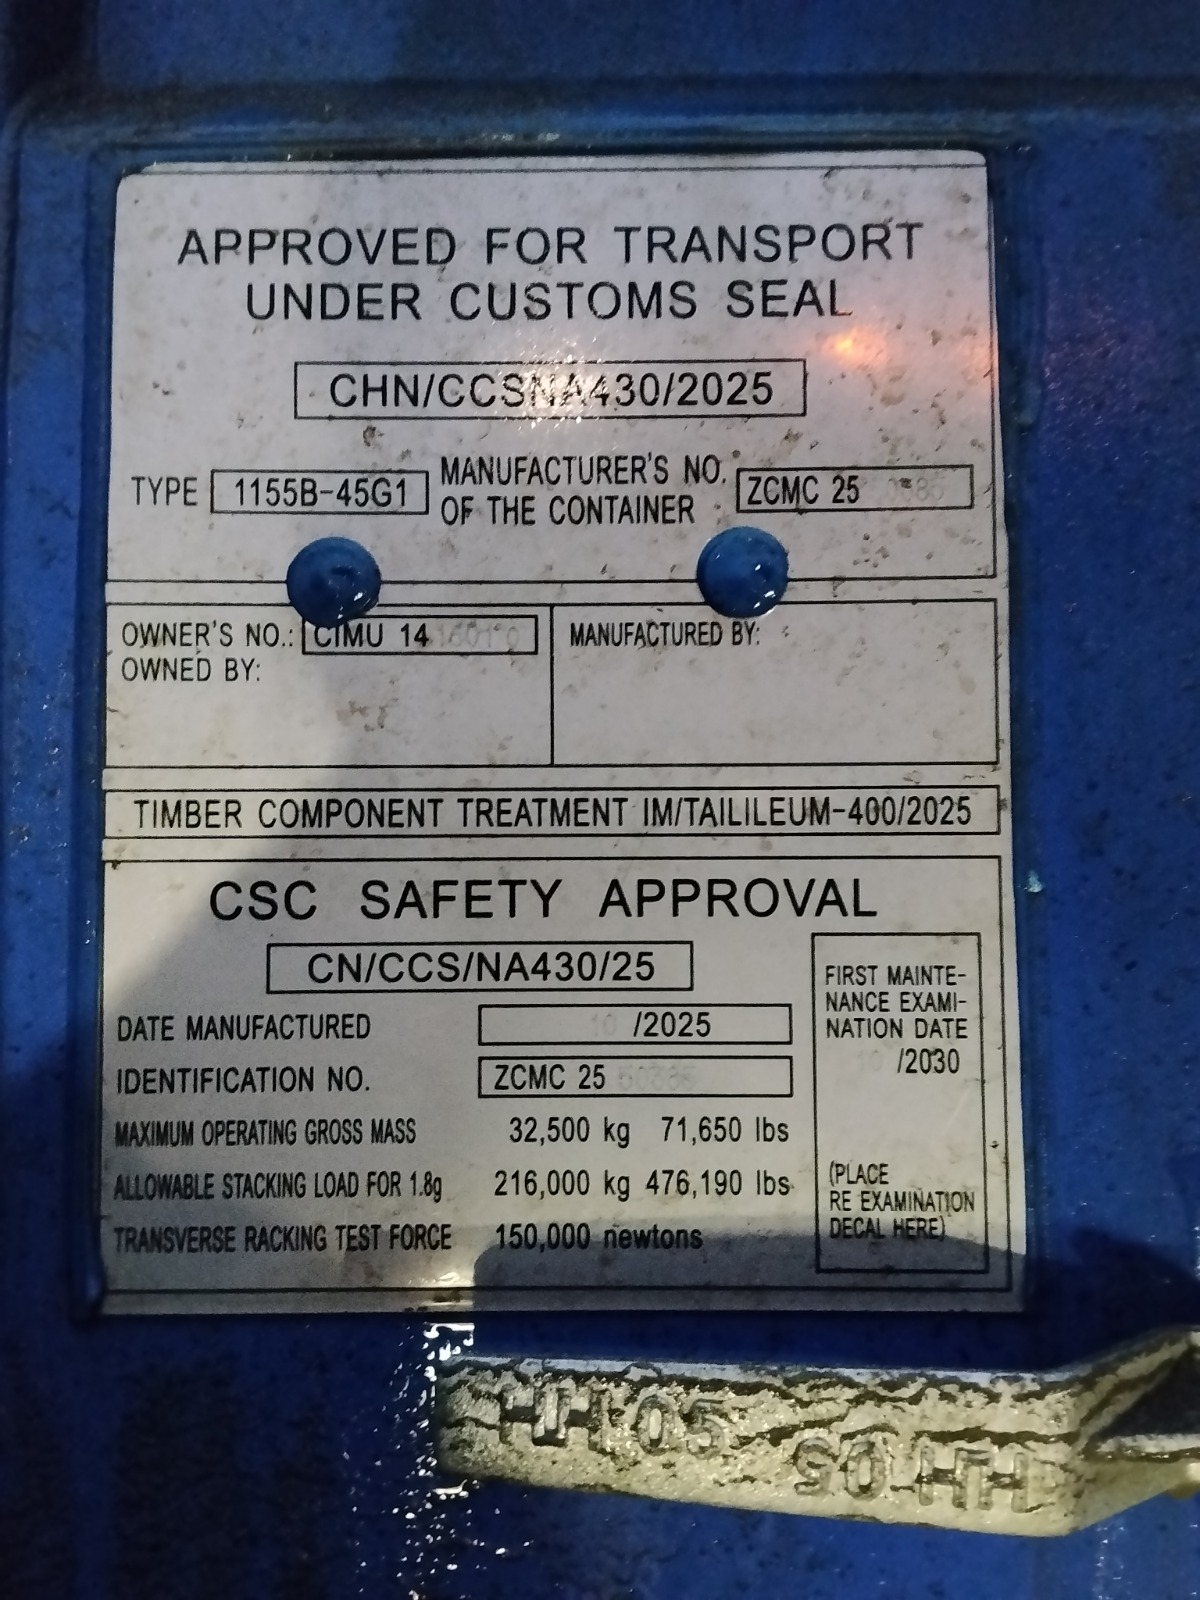 APPROVED FOR TRANSPORT
UNDER CUSTOMS SEAL
CHN/CCSNA430/2025
TYPE 1155B-45G1 MANUFACTURER'S NO. OF THE CONTAINER ZCMC 25
OWNER'S NO.: CIMU 14
OWNED BY:
MANUFACTURED BY:
TIMBER COMPONENT TREATMENT IM/TAILILEUM-400/2025
CSC SAFETY APPROVAL
CN/CCS/NA430/25
DATE MANUFACTURED 10 /2025
IDENTIFICATION NO. ZCMC 25
MAXIMUM OPERATING GROSS MASS 32,500 kg 71,650 lbs
ALLOWABLE STACKING LOAD FOR 1.8g 216,000 kg 476,190 lbs
TRANSVERSE RACKING TEST FORCE 150,000 newtons
FIRST MAINTE-
NANCE EXAMI-
NATION DATE
/2030
(PLACE
RE EXAMINATION
DECAL HERE)